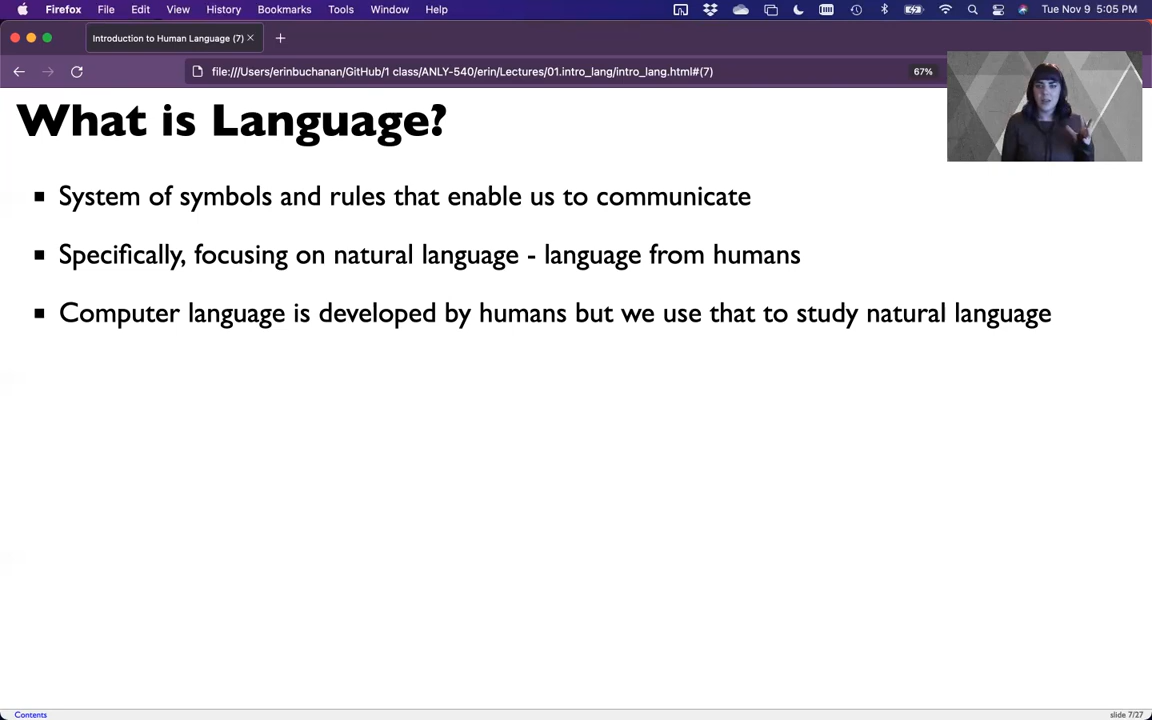 Firefox File Edit View History Bookmarks Tools Window Help Tue Nov 9 5:05 PM
Introduction to Human Language (7)
file:///Users/erinbuchanan/GitHub/1 class/ANLY-540/erin/Lectures/01.intro_lang/intro_lang.html#(7) 67%
What is Language?
System of symbols and rules that enable us to communicate
Specifically, focusing on natural language - language from humans
Computer language is developed by humans but we use that to study natural language
Contents slide 7/27